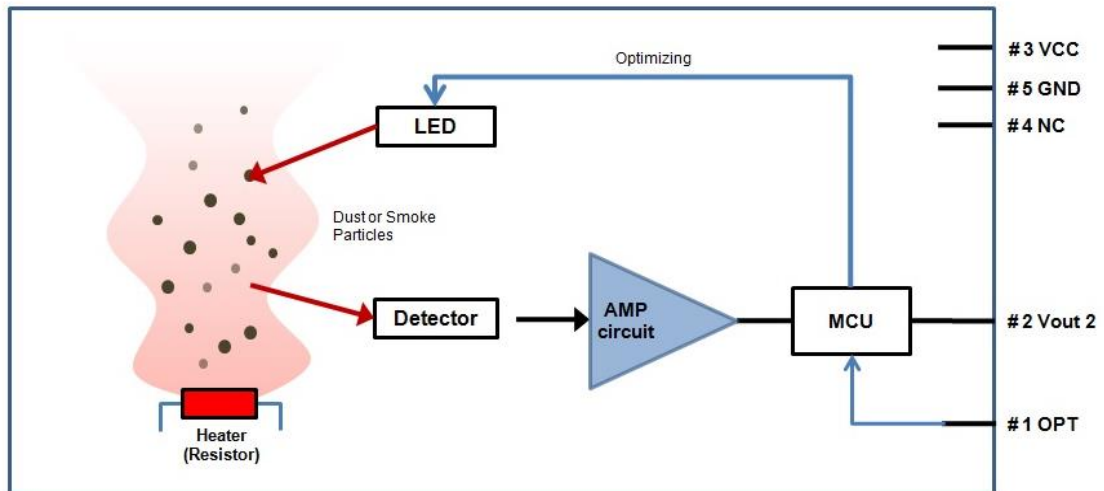 Optimizing
#3 VCC
#5 GND
#4 NC
LED
Dust or Smoke
Particles
AMP
circuit
Detector
MCU
#2 Vout 2
#1 OPT
Heater
(Resistor)